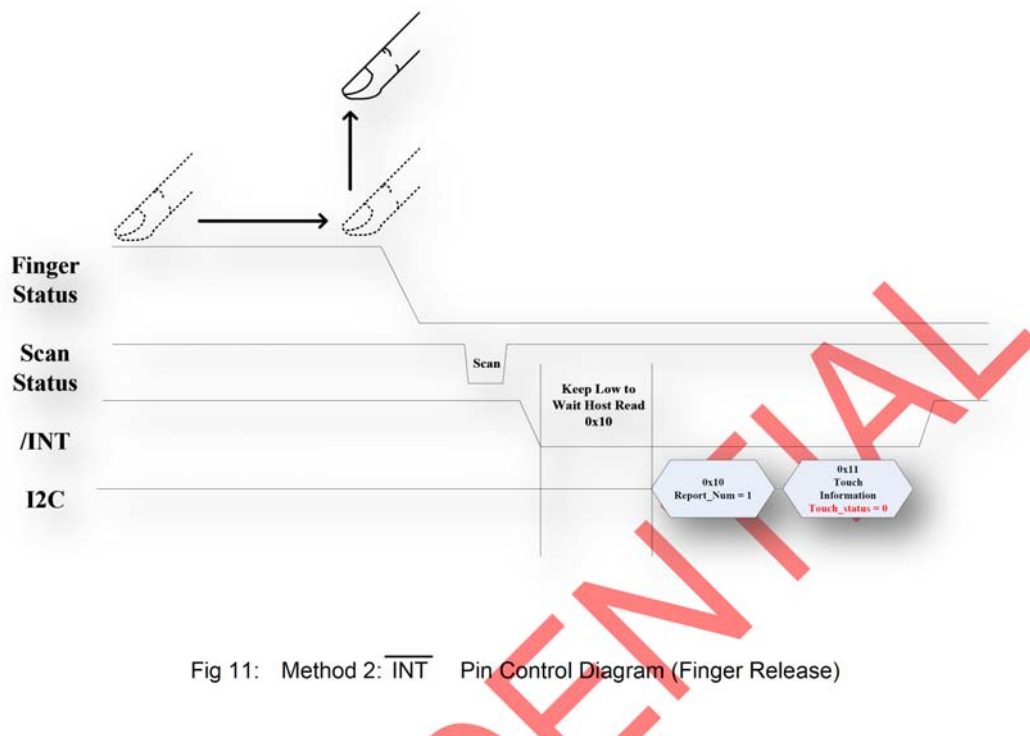 Finger
Status
Scan
Status
Scan
Keep Low to
Wait Host Read
0x10
/INT
I2C
0x10
Report_Num = 1
0x11
Touch
Information
Touch_status = 0
Fig 11: Method 2: INT Pin Control Diagram (Finger Release)